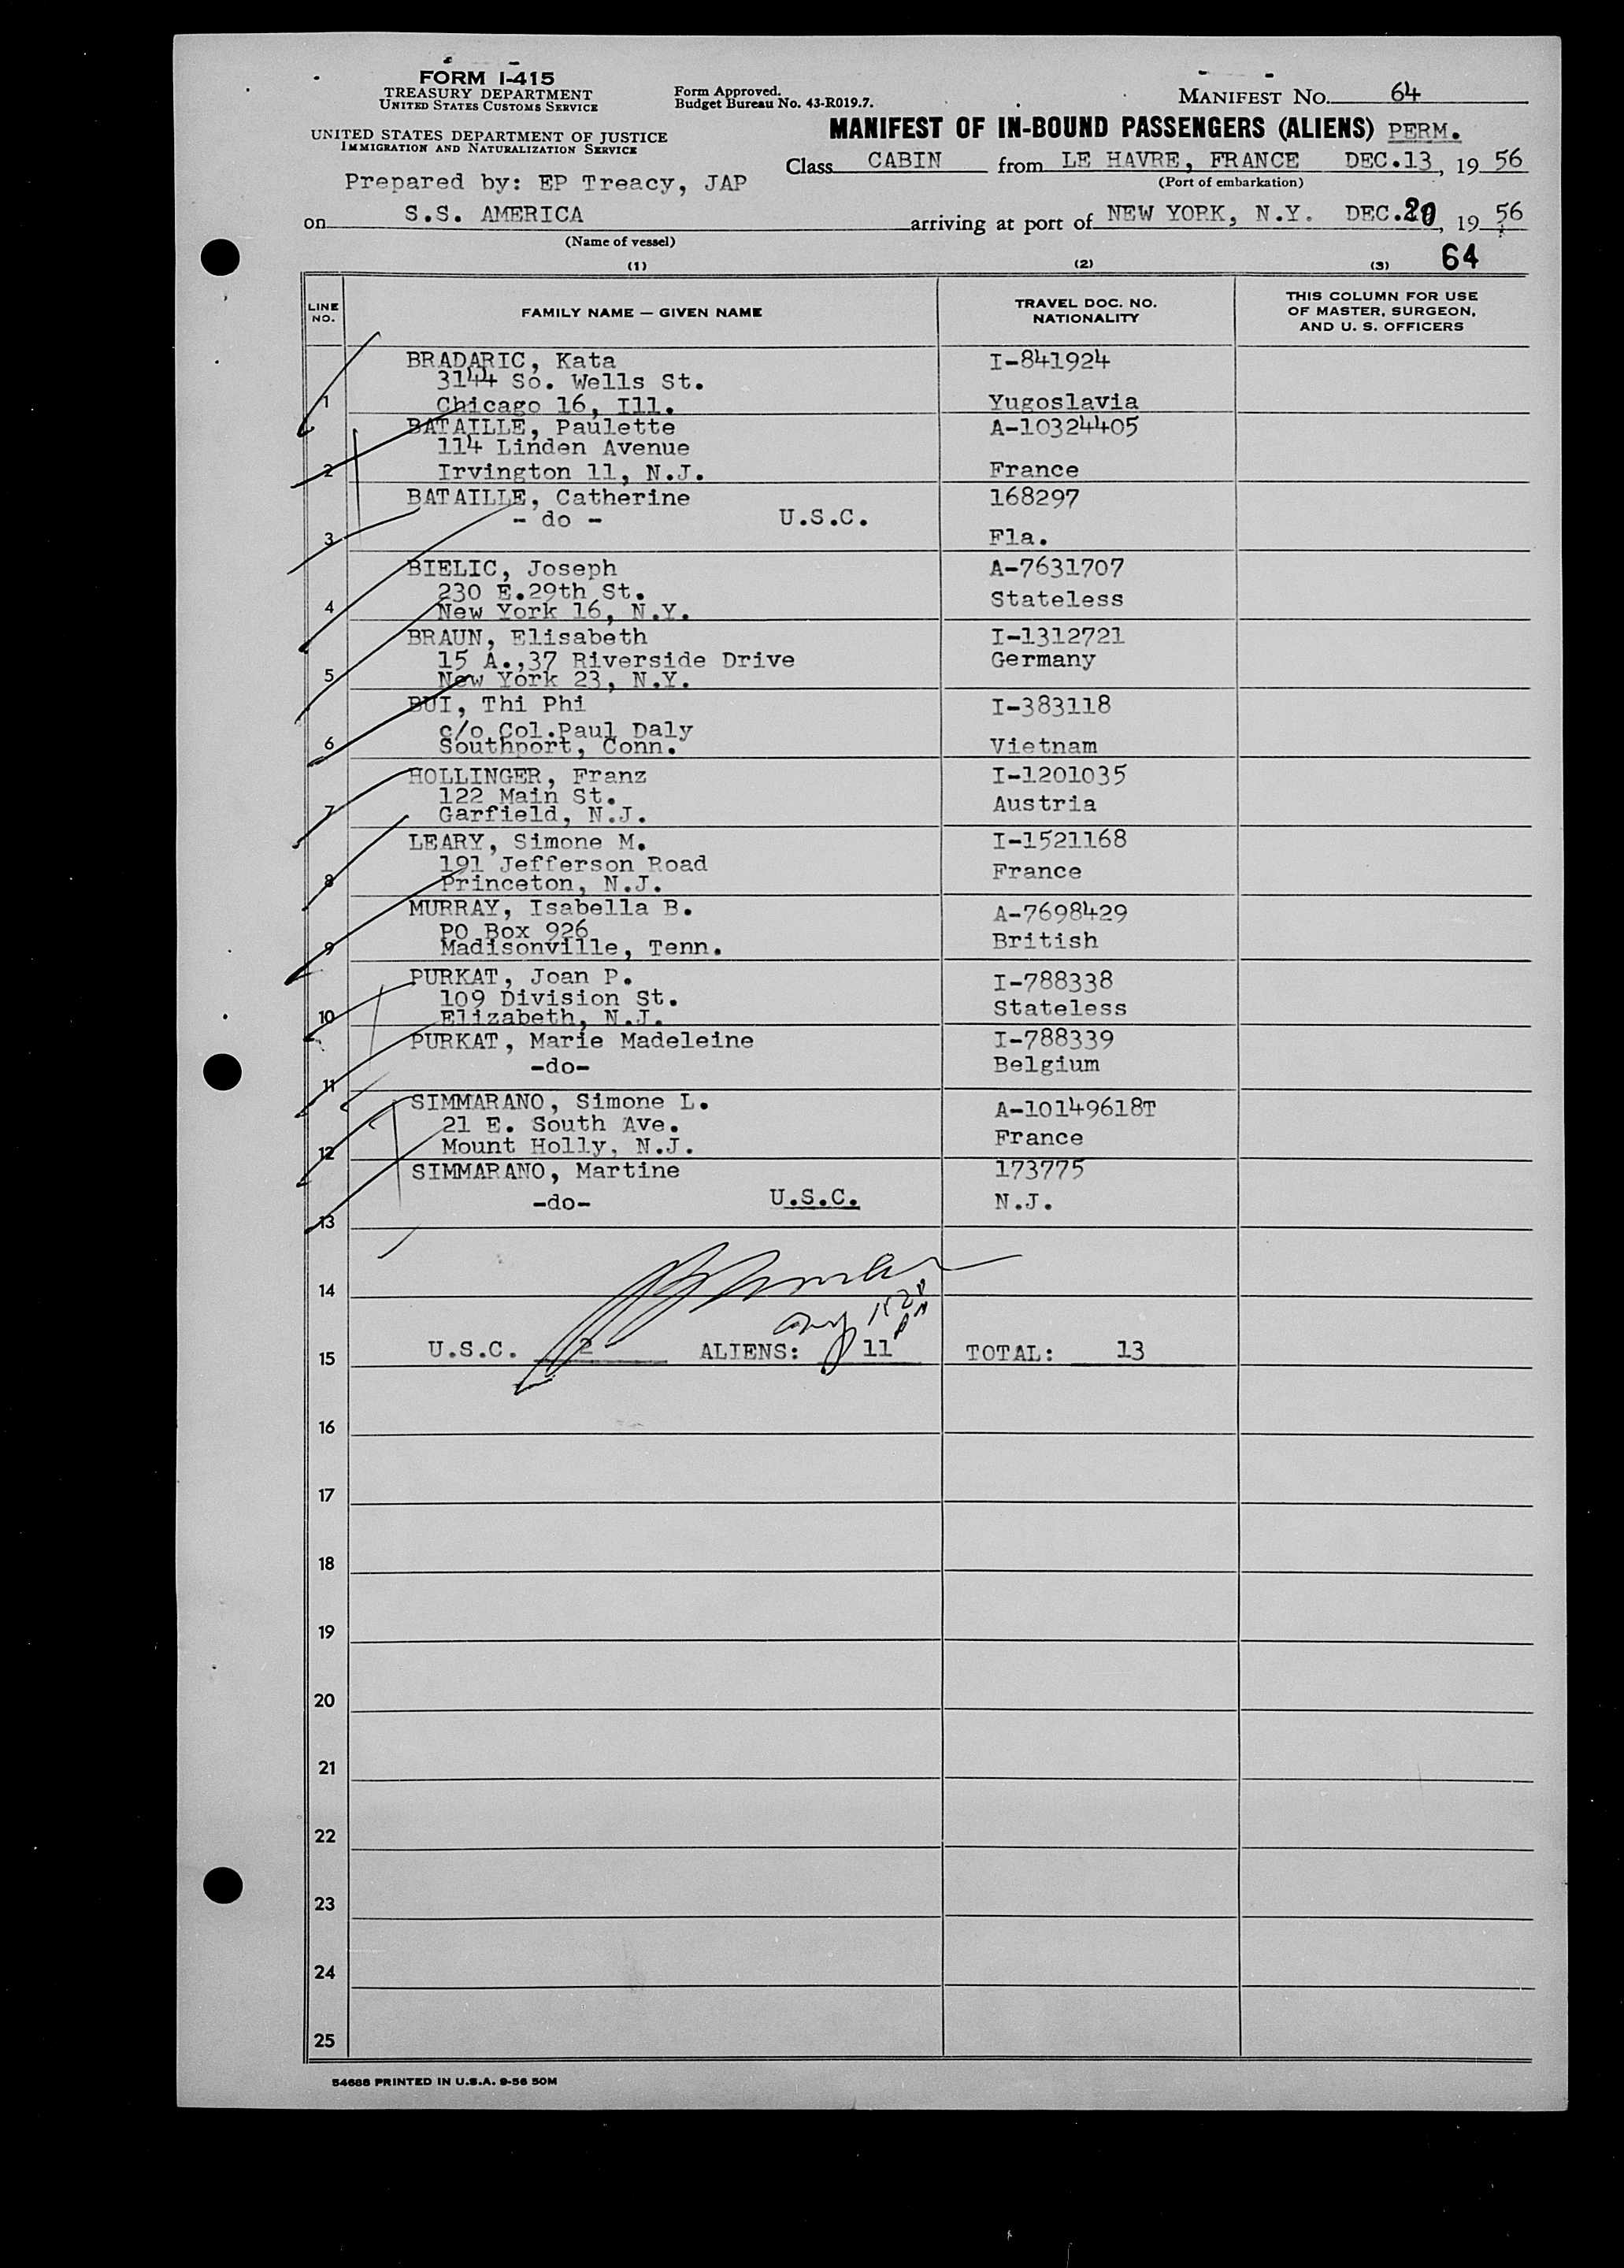 FORM I-415
TREASURY DEPARTMENT
UNITED STATES CUSTOMS SERVICE
Form Approved.
Budget Bureau No. 43-R019.7.
MANIFEST NO. 64
UNITED STATES DEPARTMENT OF JUSTICE
IMMIGRATION AND NATURALIZATION SERVICE
MANIFEST OF IN-BOUND PASSENGERS (ALIENS) PERM.
Class CABIN from LE HAVRE, FRANCE DEC.13, 19 56
(Port of embarkation)
Prepared by: EP Treacy, JAP
on S.S. AMERICA arriving at port of NEW YORK, N.Y. DEC.20, 19 56
(Name of vessel)
64
(1) (2) (3)
LINE NO. FAMILY NAME — GIVEN NAME TRAVEL DOC. NO. NATIONALITY THIS COLUMN FOR USE OF MASTER, SURGEON, AND U. S. OFFICERS
BRADARIC, Kata I-841924
3144 So. Wells St.
1 Chicago 16, Ill. Yugoslavia
BATAILLE, Paulette A-10324405
114 Linden Avenue
2 Irvington 11, N.J. France
BATAILLE, Catherine 168297
- do - U.S.C.
3 Fla.
BIELIC, Joseph A-7631707
230 E.29th St. Stateless
4 New York 16, N.Y.
BRAUN, Elisabeth I-1312721
15 A.,37 Riverside Drive Germany
5 New York 23, N.Y.
BUI, Thi Phi I-383118
c/o Col.Paul Daly
6 Southport, Conn. Vietnam
HOLLINGER, Franz I-1201035
122 Main St. Austria
7 Garfield, N.J.
LEARY, Simone M. I-1521168
191 Jefferson Road France
8 Princeton, N.J.
MURRAY, Isabella B. A-7698429
PO Box 926 British
9 Madisonville, Tenn.
PURKAT, Joan P. I-788338
109 Division St. Stateless
10 Elizabeth, N.J.
PURKAT, Marie Madeleine I-788339
-do- Belgium
11
SIMMARANO, Simone L. A-10149618T
21 E. South Ave. France
12 Mount Holly, N.J.
SIMMARANO, Martine 173775
-do- U.S.C. N.J.
13
14
15 U.S.C. 2 ALIENS: 11 TOTAL: 13
16
17
18
19
20
21
22
23
24
25
54688 PRINTED IN U.S.A. 9-56 50M